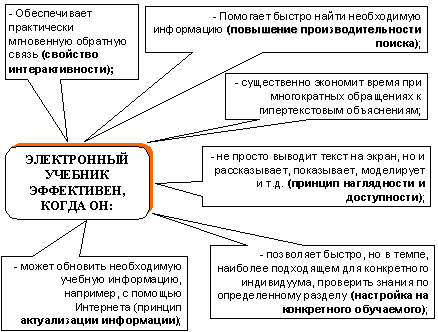 - Обеспечивает
практически
мгновенную обратную
связь (свойство
интерактивности);
- Помогает быстро найти необходимую
информацию (повышение производительности
поиска);
- существенно экономит время при
многократных обращениях к
гипертекстовым объяснениям;
ЭЛЕКТРОННЫЙ
УЧЕБНИК
ЭФФЕКТИВЕН,
КОГДА ОН:
- не просто выводит текст на экран, но и
рассказывает, показывает, моделирует
и т.д. (принцип наглядности и
доступности);
- может обновить необходимую
учебную информацию,
например, с помощью
Интернета (принцип
актуализации информации);
- позволяет быстро, но в темпе,
наиболее подходящем для конкретного
индивидуума, проверить знания по
определенному разделу (настройка на
конкретного обучаемого);